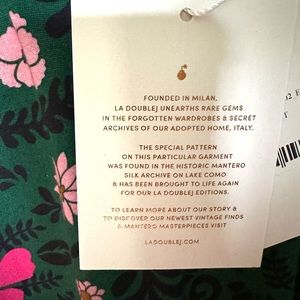 FOUNDED IN MILAN,
LA DOUBLEJ UNEARTHS RARE GEMS
IN THE FORGOTTEN WARDROBES & SECRET
ARCHIVES OF OUR ADOPTED HOME, ITALY.
THE SPECIAL PATTERN
ON THIS PARTICULAR GARMENT
WAS FOUND IN THE HISTORIC MANTERO
SILK ARCHIVE ON LAKE COMO
& HAS BEEN BROUGHT TO LIFE AGAIN
FOR OUR LA DOUBLEJ EDITIONS.
TO LEARN MORE ABOUT OUR STORY &
TO DISCOVER OUR NEWEST VINTAGE FINDS
& MANTERO MASTERPIECES VISIT
LADOUBLEJ.COM